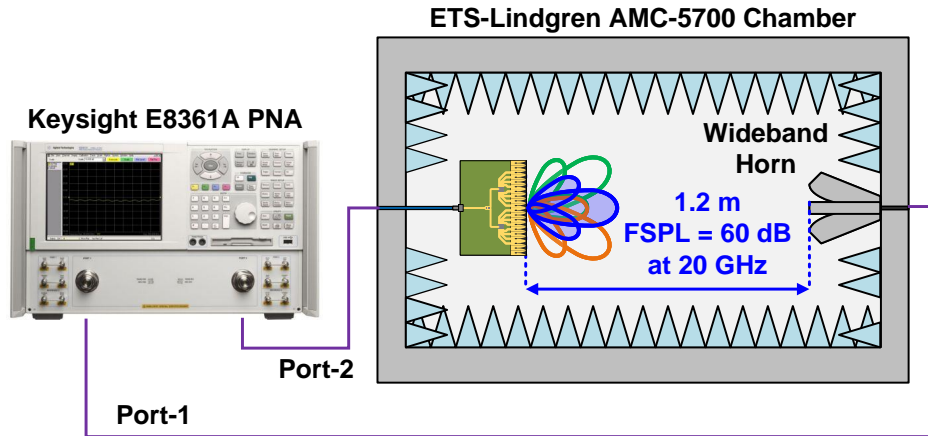 ETS-Lindgren AMC-5700 Chamber
Keysight E8361A PNA
Wideband
Horn
1.2 m
FSPL = 60 dB
at 20 GHz
Port-2
Port-1